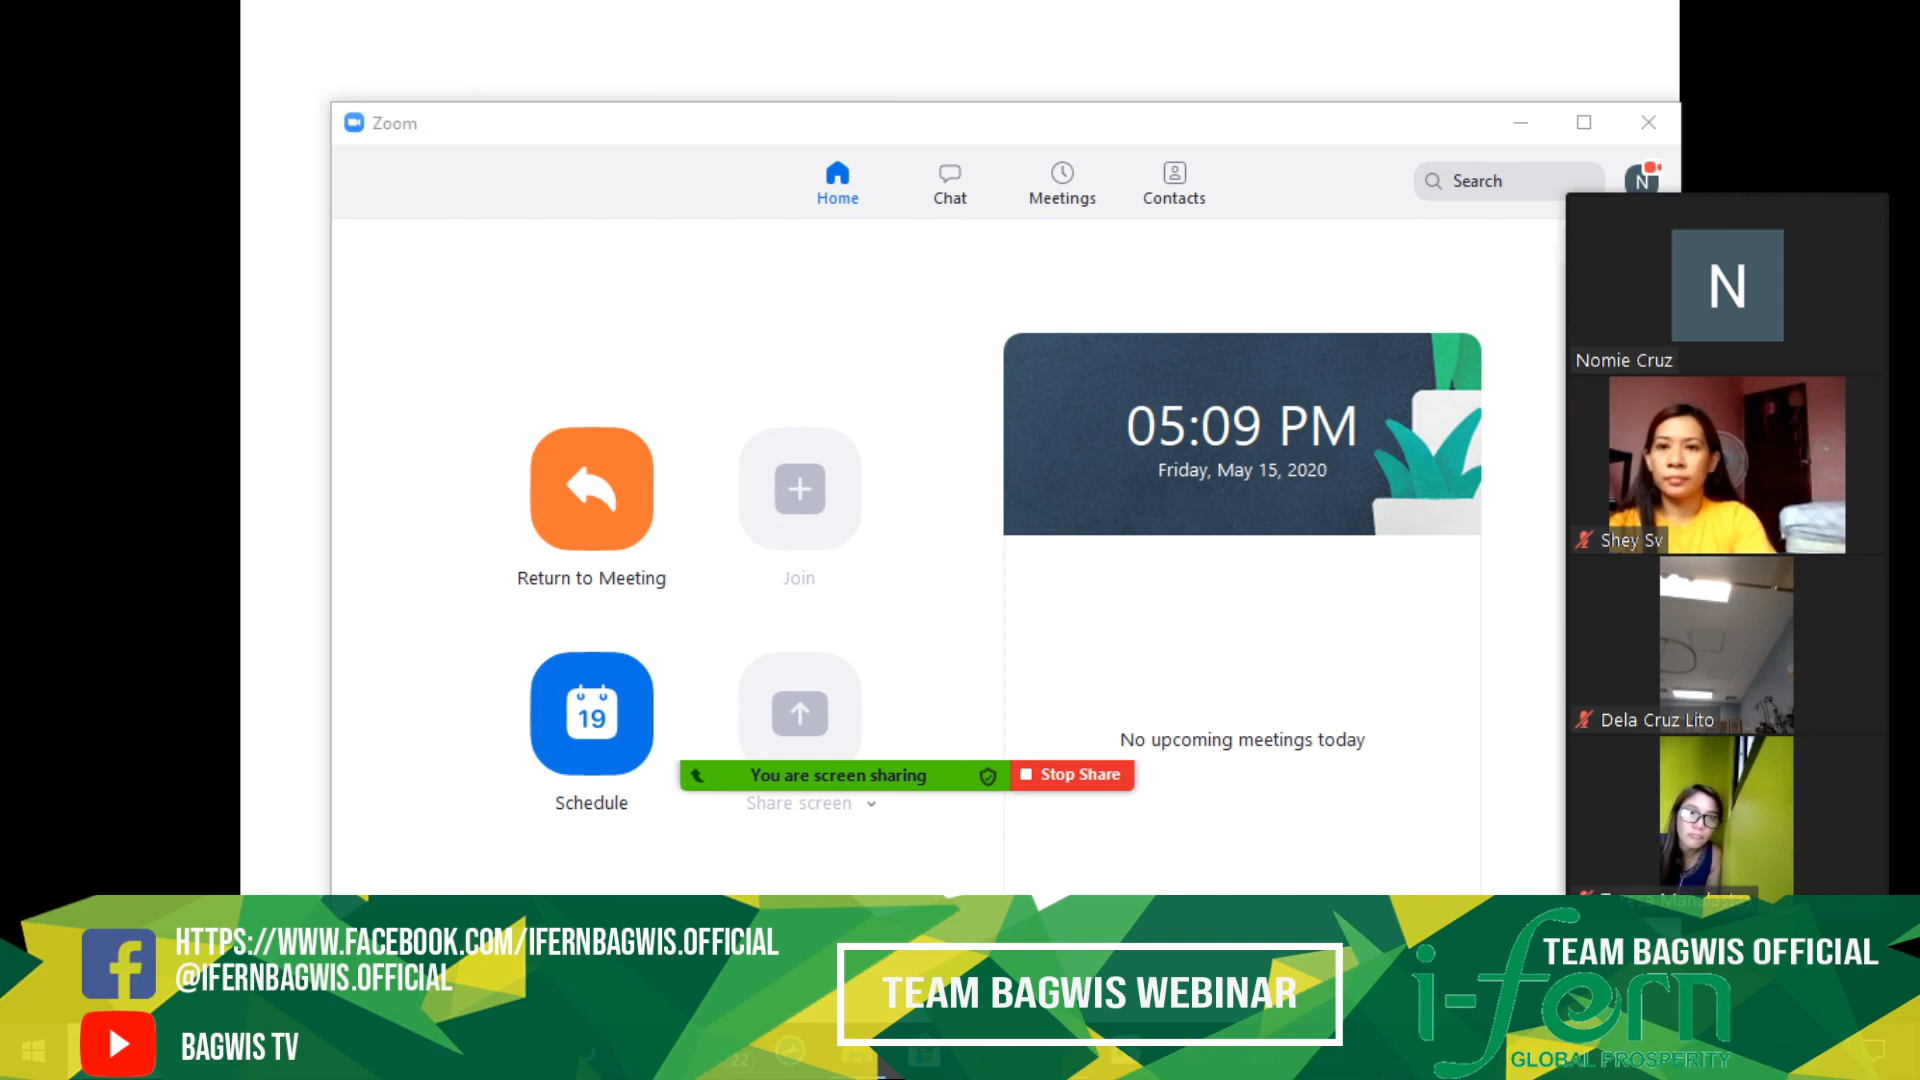 Zoom
Home
Chat
Meetings
Contacts
Search
N
N
Nomie Cruz
05:09 PM
Friday, May 15, 2020
Shey Sv
Return to Meeting
Join
19
Dela Cruz Lito
No upcoming meetings today
You are screen sharing
Stop Share
Schedule
Share screen
HTTPS://WWW.FACEBOOK.COM/IFERNBAGWIS.OFFICIAL
@IFERNBAGWIS.OFFICIAL
BAGWIS TV
TEAM BAGWIS WEBINAR
TEAM BAGWIS OFFICIAL
i-fern
GLOBAL PROSPERITY